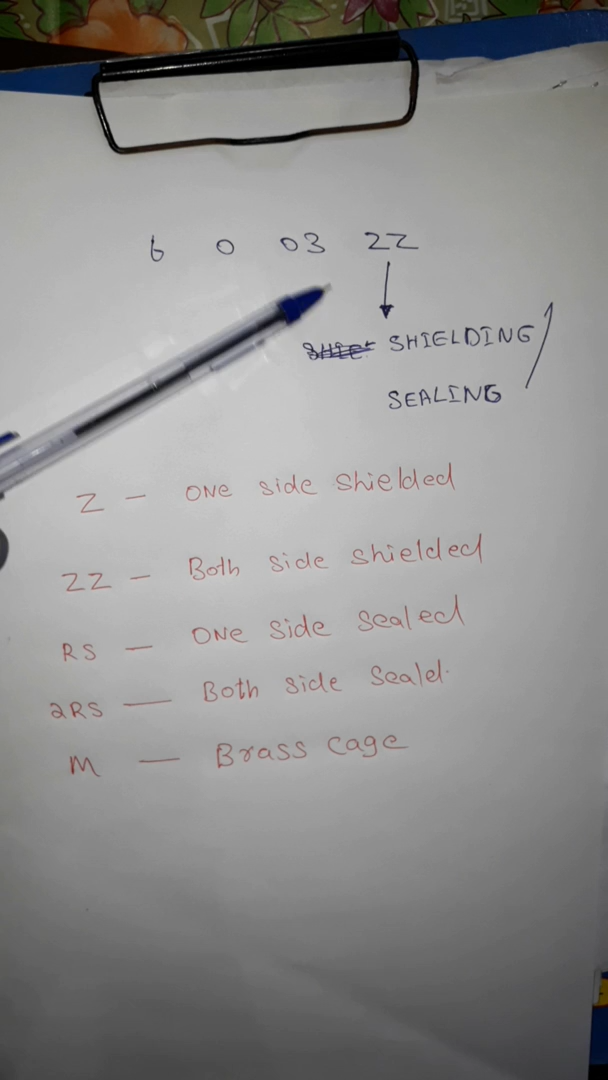 6 0 03 ZZ
SHIELDING/
SEALING
Z - ONE side shielded
ZZ - Both side shielded
RS - ONE Side sealed
2RS - Both side Seald.
M - Brass cage